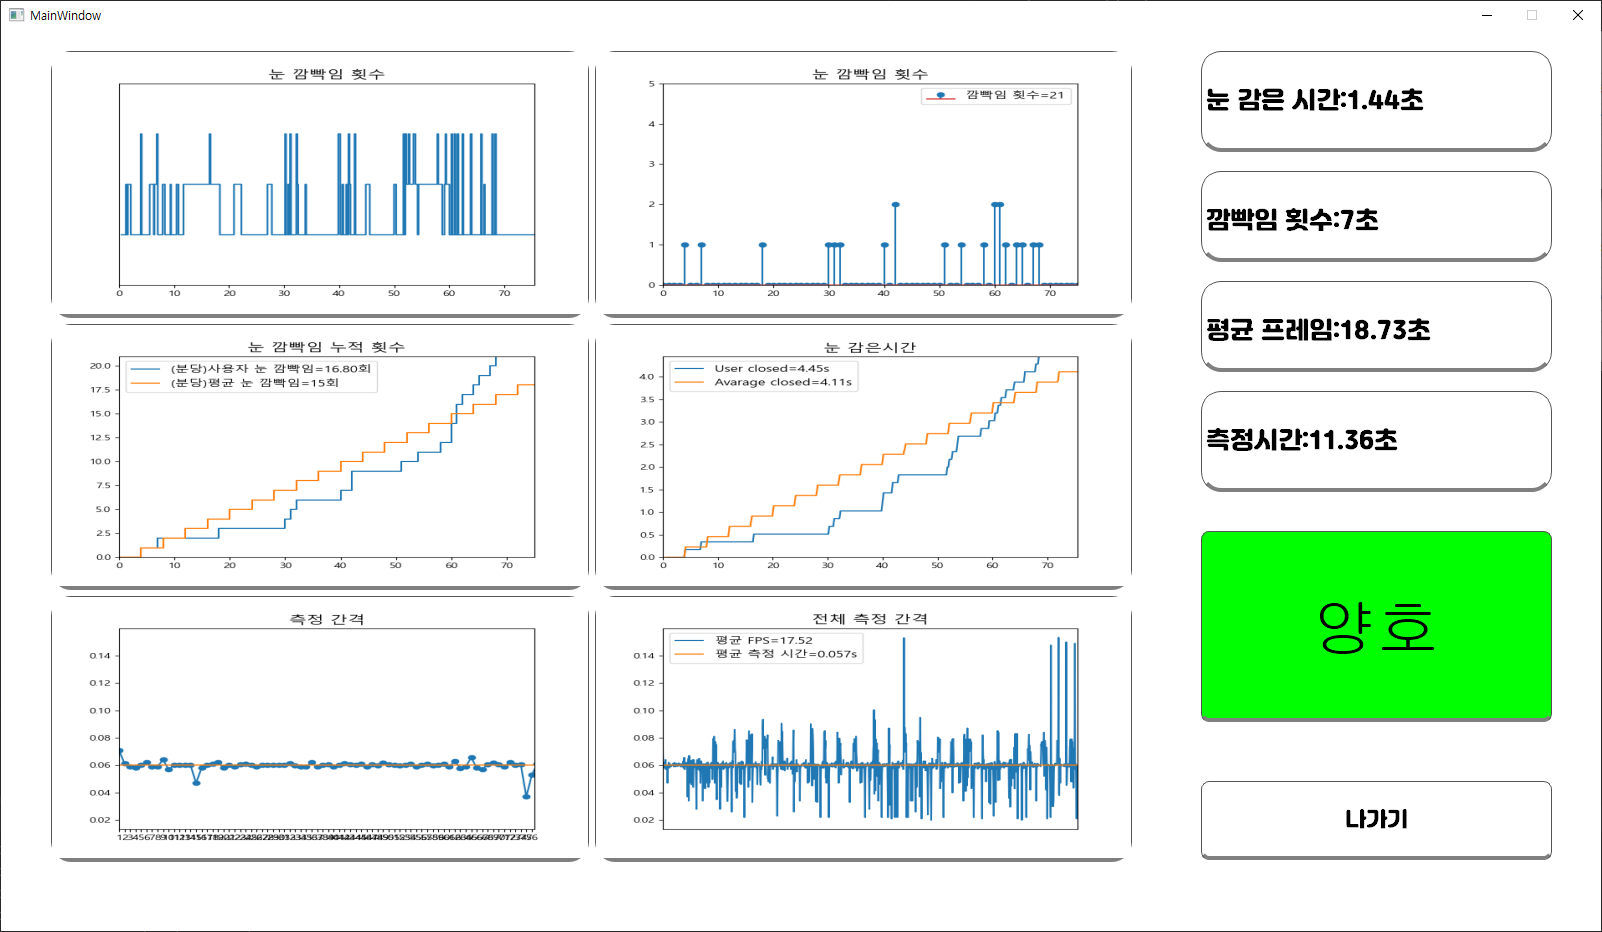 MainWindow
눈 깜빡임 횟수
0 10 20 30 40 50 60 70
눈 깜빡임 횟수
깜빡임 횟수=21
5
4
3
2
1
0
0 10 20 30 40 50 60 70
눈 깜빡임 누적 횟수
(분당)사용자 눈 깜빡임=16.80회
(분당)평균 눈 깜빡임=15회
20.0
17.5
15.0
12.5
10.0
7.5
5.0
2.5
0.0
0 10 20 30 40 50 60 70
눈 감은시간
User closed=4.45s
Avarage closed=4.11s
4.0
3.5
3.0
2.5
2.0
1.5
1.0
0.5
0.0
0 10 20 30 40 50 60 70
측정 간격
0.14
0.12
0.10
0.08
0.06
0.04
0.02
전체 측정 간격
평균 FPS=17.52
평균 측정 시간=0.057s
0.14
0.12
0.10
0.08
0.06
0.04
0.02
눈 감은 시간:1.44초
깜빡임 횟수:7초
평균 프레임:18.73초
측정시간:11.36초
양호
나가기